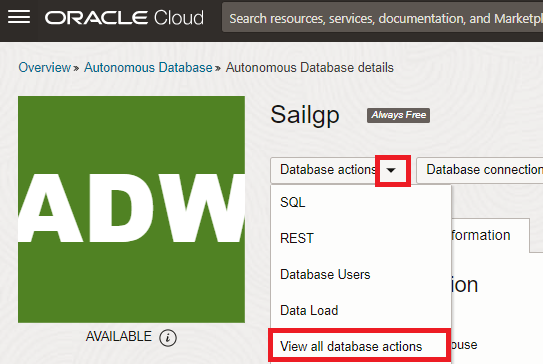 ORACLE Cloud
Search resources, services, documentation, and Marketpl
Overview » Autonomous Database » Autonomous Database details
ADW
AVAILABLE i
Sailgp
Always Free
Database actions
Database connection
SQL
REST
Database Users
Data Load
View all database actions
formation
ion
ouse